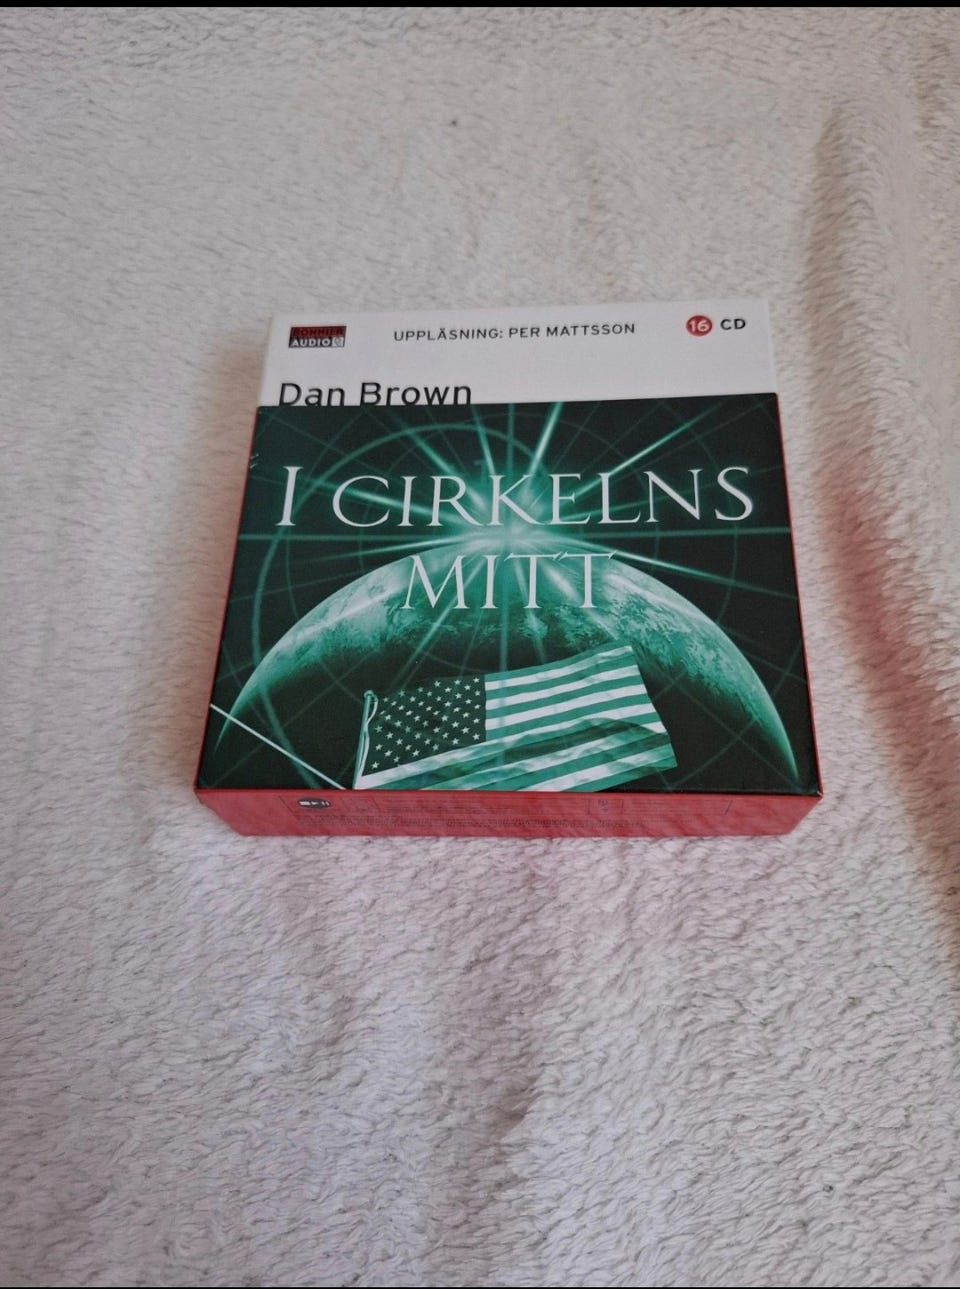 BONNIER
AUDIO
UPPLÄSNING: PER MATTSSON
16 CD
Dan Brown
I CIRKELNS
MITT